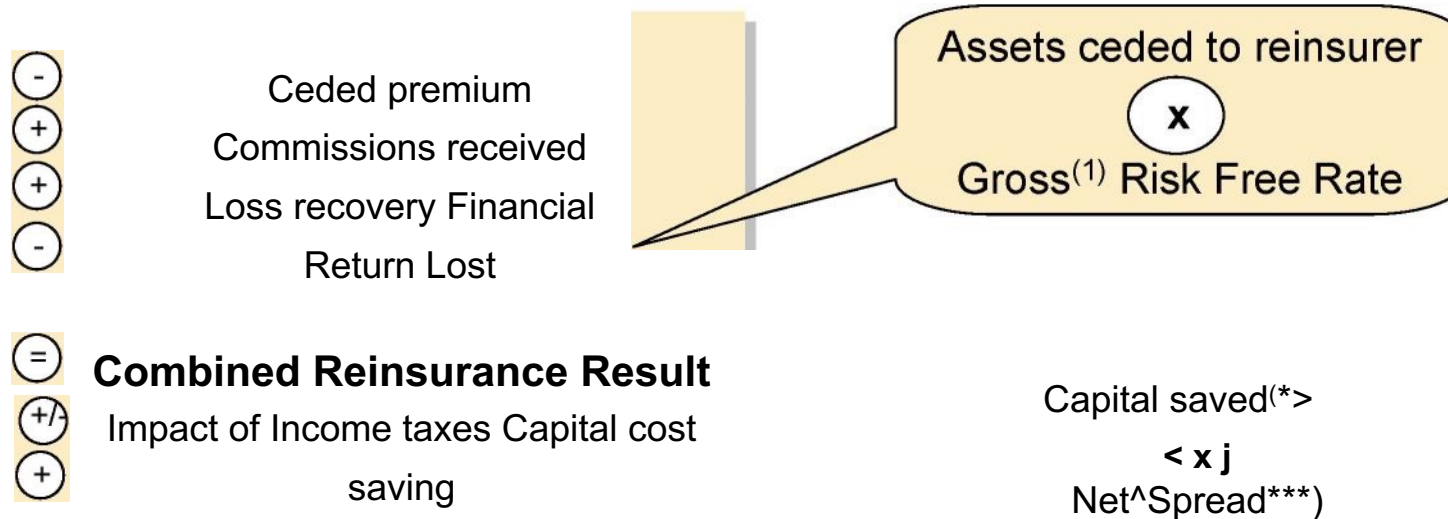 - Ceded premium
+ Commissions received
+ Loss recovery Financial
- Return Lost
Assets ceded to reinsurer
x
Gross(1) Risk Free Rate
= Combined Reinsurance Result
+/- Impact of Income taxes Capital cost
+ saving
Capital saved(*>
< x j
Net^Spread***)